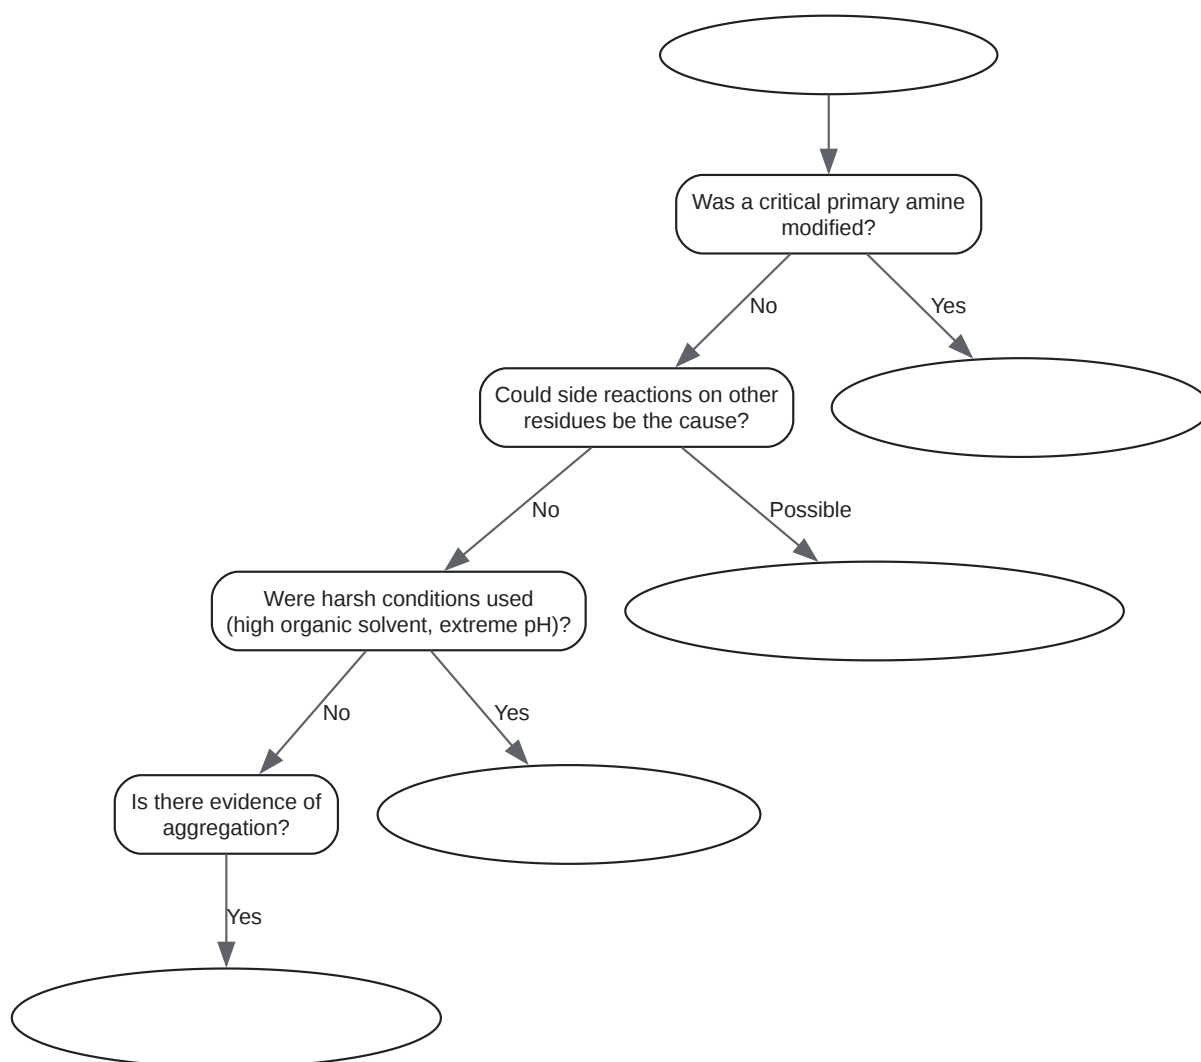 Was a critical primary amine
modified?
No
Yes
Could side reactions on other
residues be the cause?
No
Possible
Were harsh conditions used
(high organic solvent, extreme pH)?
No
Yes
Is there evidence of
aggregation?
Yes